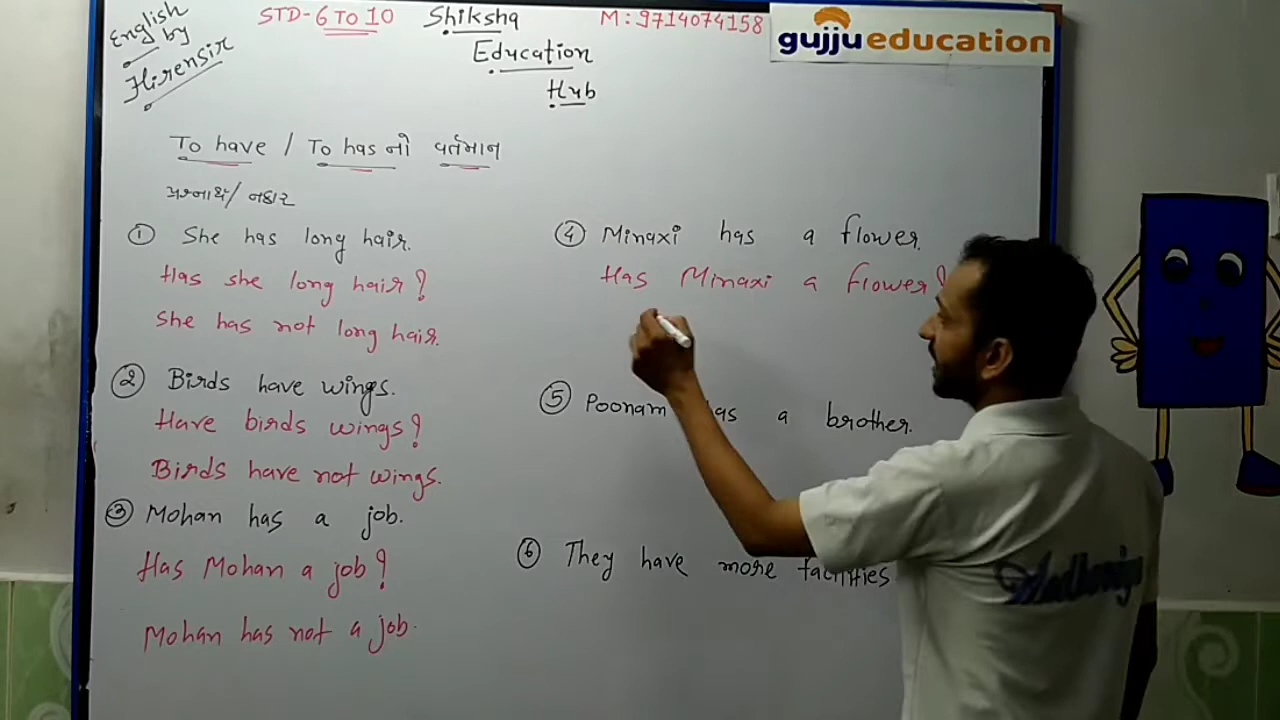 English
by
Hirensir
STD-6 TO 10
Shiksha
Education
Hub
M: 9714074158
gujjueducation
To have / To has નો વર્તમાન
પ્રશ્નાર્થ/નકાર
① She has long hair.
Has she long hair?
She has not long hair.
② Birds have wings.
Have birds wings?
Birds have not wings.
③ Mohan has a job.
Has Mohan a job?
Mohan has not a job.
④ Minaxi has a flower.
Has Minaxi a flower?
⑤ Poonam has a brother.
⑥ They have more facilities